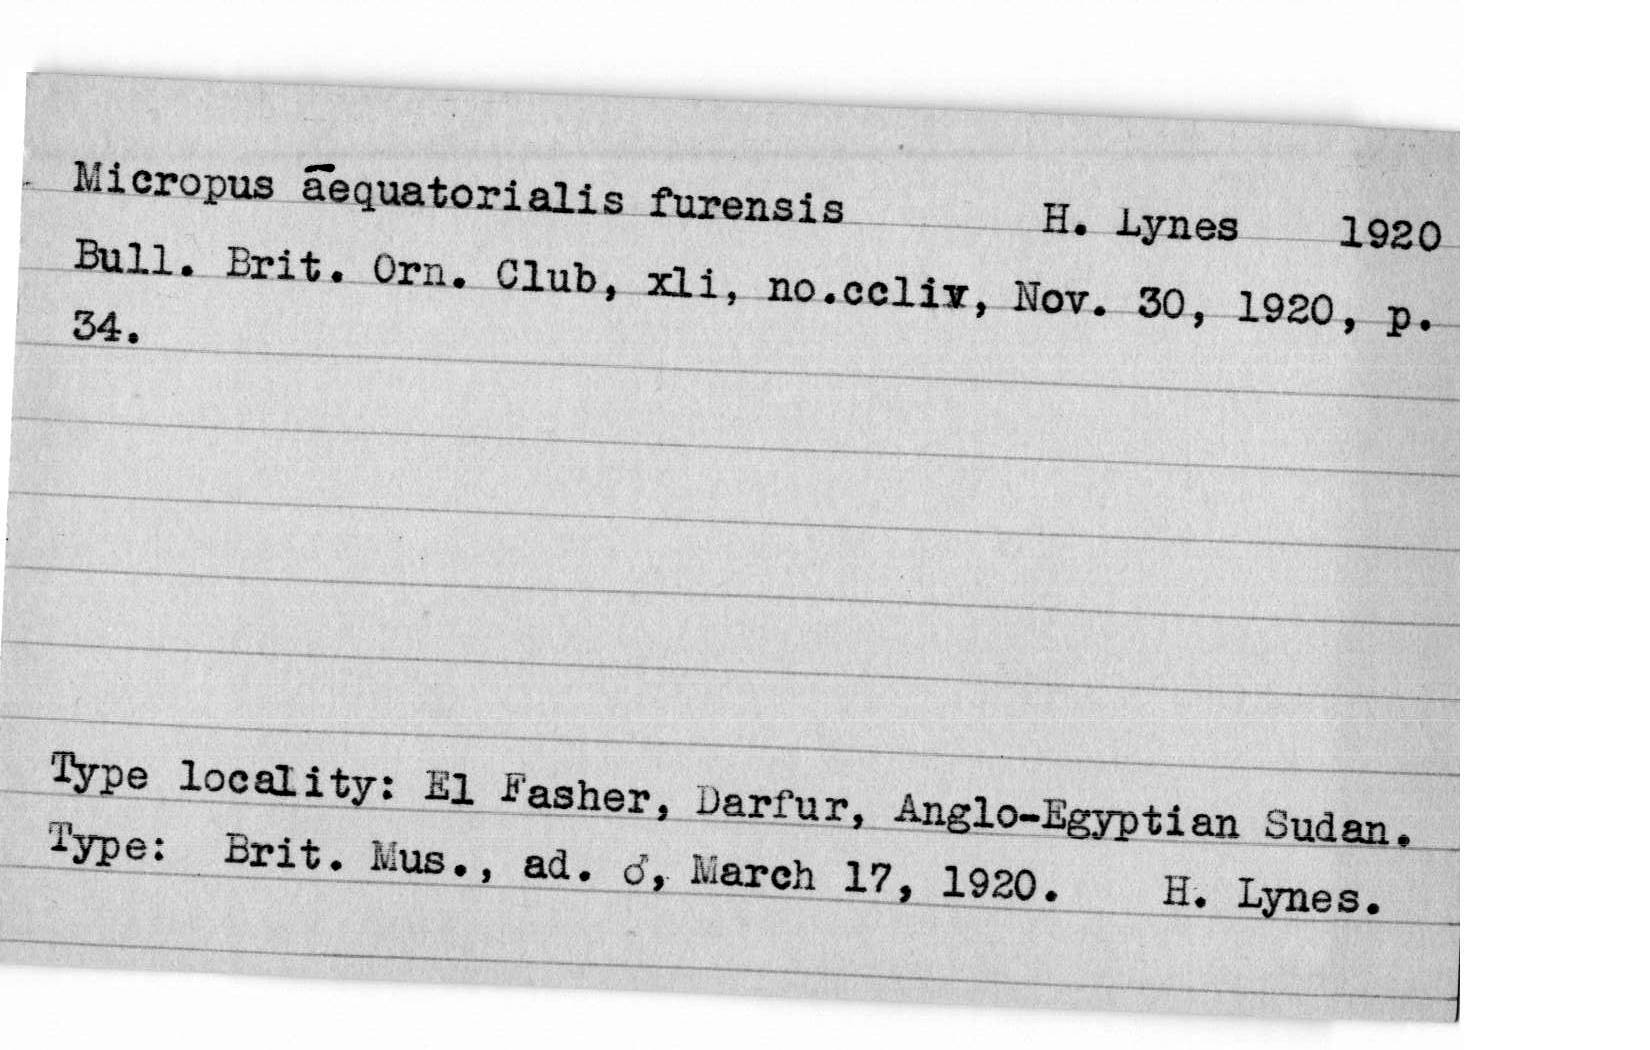 Micropus a̅equatorialis furensis H. Lynes 1920
Bull. Brit. Orn. Club, xli, no.ccliv, Nov. 30, 1920, p.
34.
Type locality: El Fasher, Darfur, Anglo-Egyptian Sudan.
Type: Brit. Mus., ad. ♂, March 17, 1920. H. Lynes.